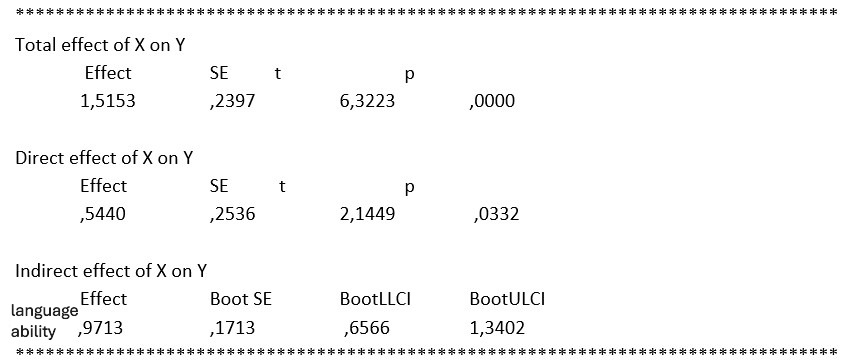 **********************************************************************************
Total effect of X on Y
Effect SE t p
1,5153 ,2397 6,3223 ,0000
Direct effect of X on Y
Effect SE t p
,5440 ,2536 2,1449 ,0332
Indirect effect of X on Y
Effect Boot SE BootLLCI BootULCI
language
ability ,9713 ,1713 ,6566 1,3402
**********************************************************************************